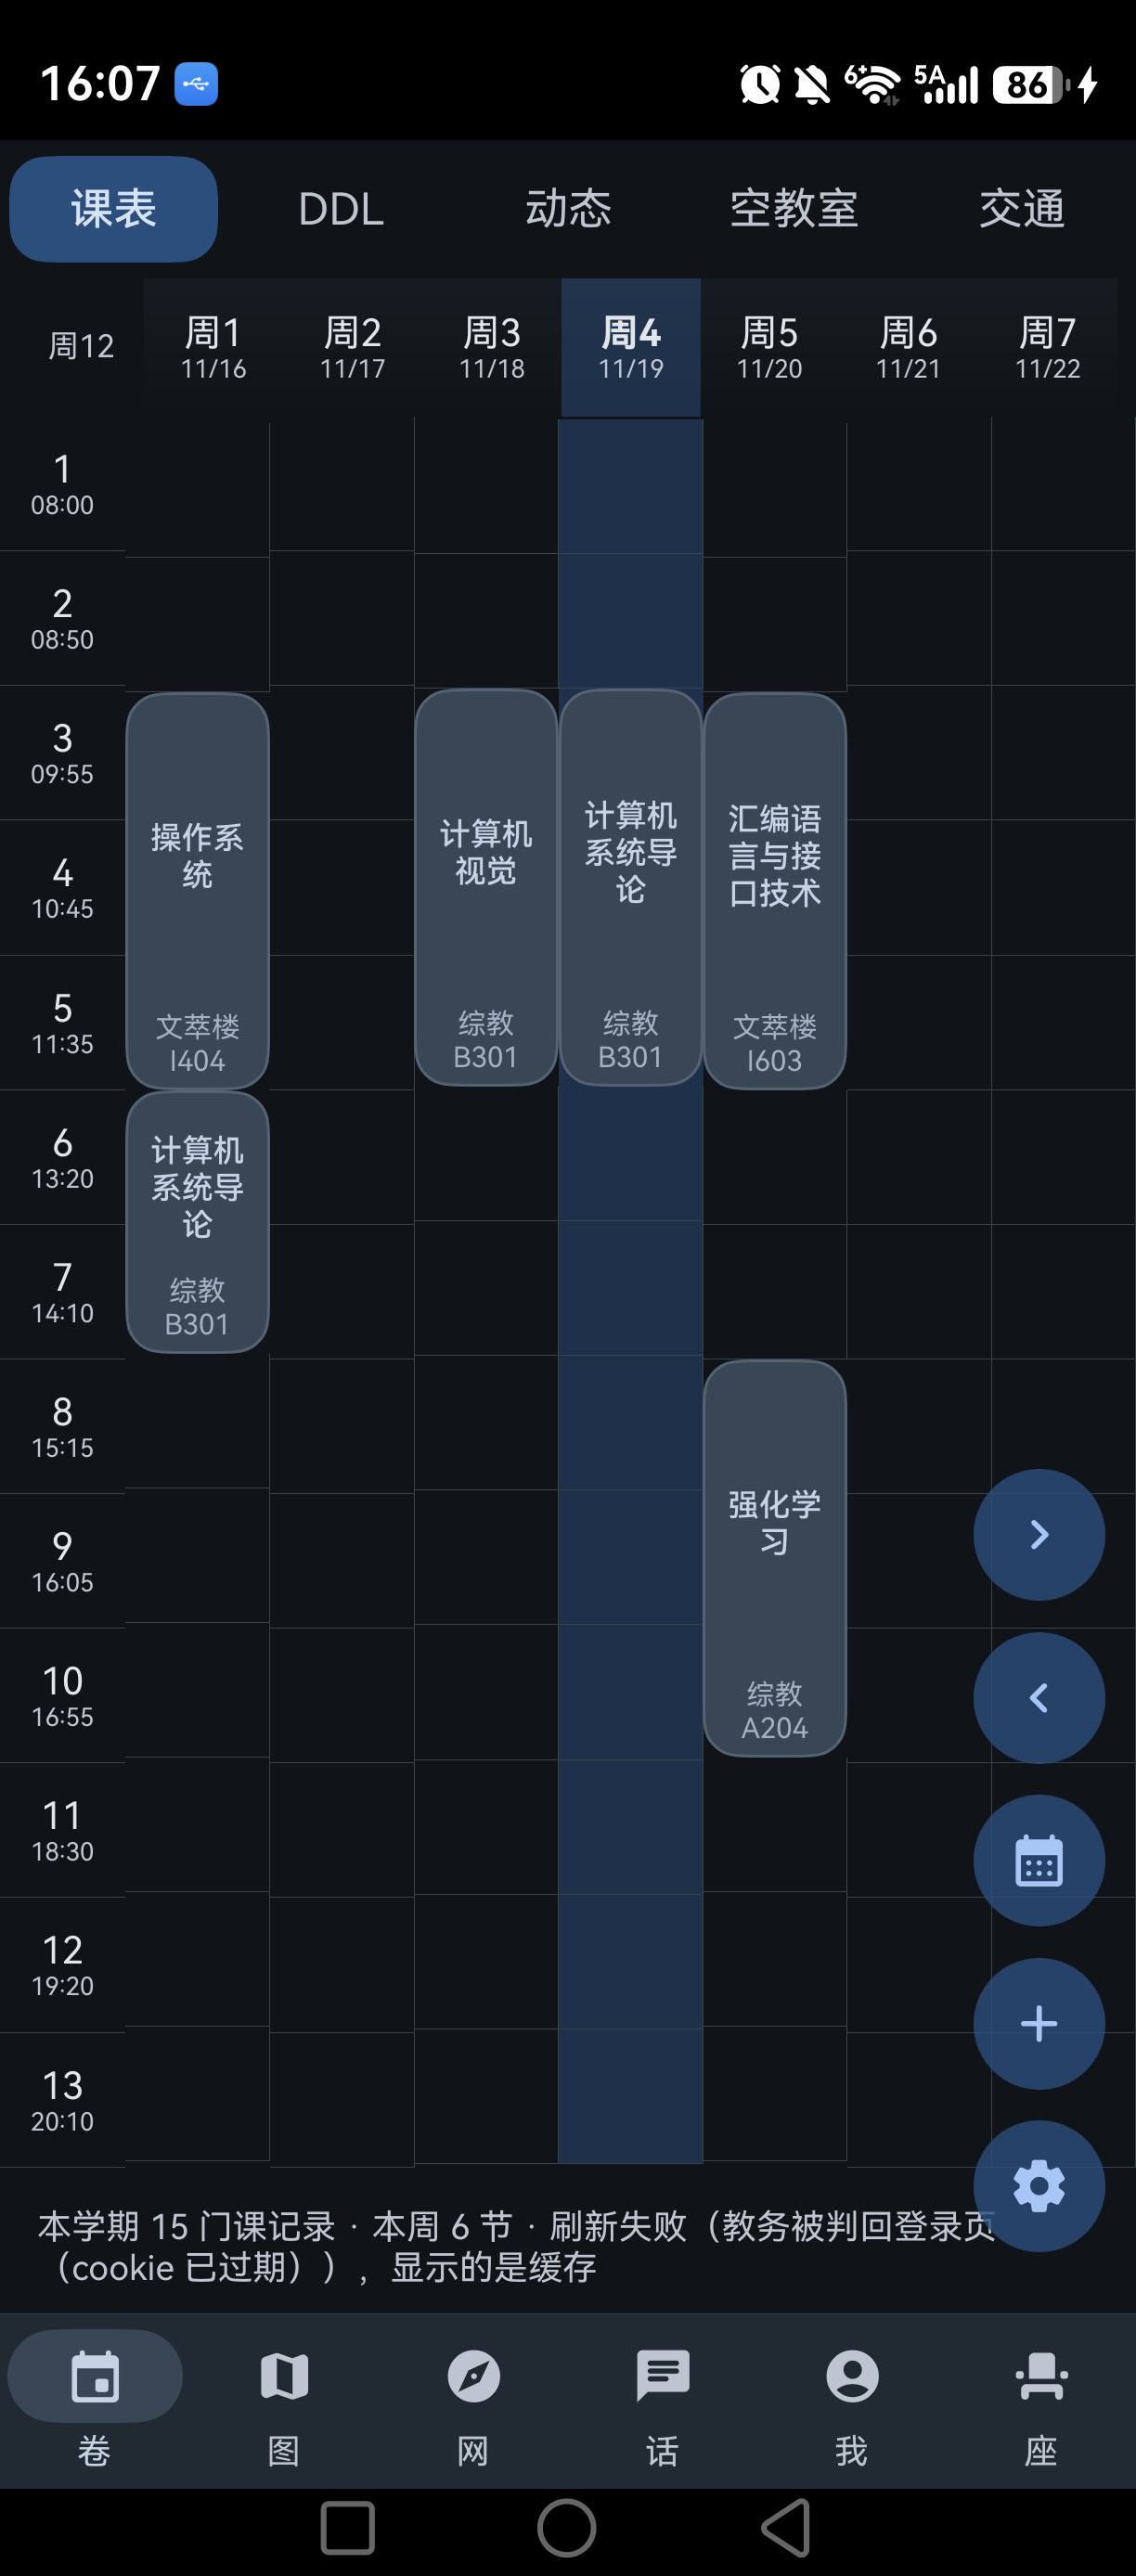 16:07
6+
5A
86
课表 DDL 动态 空教室 交通
周12
周1 周2 周3 周4 周5 周6 周7
11/16 11/17 11/18 11/19 11/20 11/21 11/22
1
08:00
2
08:50
3
09:55
4
10:45
5
11:35
6
13:20
7
14:10
8
15:15
9
16:05
10
16:55
11
18:30
12
19:20
13
20:10
操作系
统
文萃楼
I404
计算机
系统导
论
综教
B301
计算机
视觉
综教
B301
计算机
系统导
论
综教
B301
汇编语
言与接
口技术
文萃楼
I603
强化学
习
综教
A204
本学期 15 门课记录 · 本周 6 节 · 刷新失败（教务被判回登录页
（cookie 已过期）），显示的是缓存
卷 图 网 话 我 座